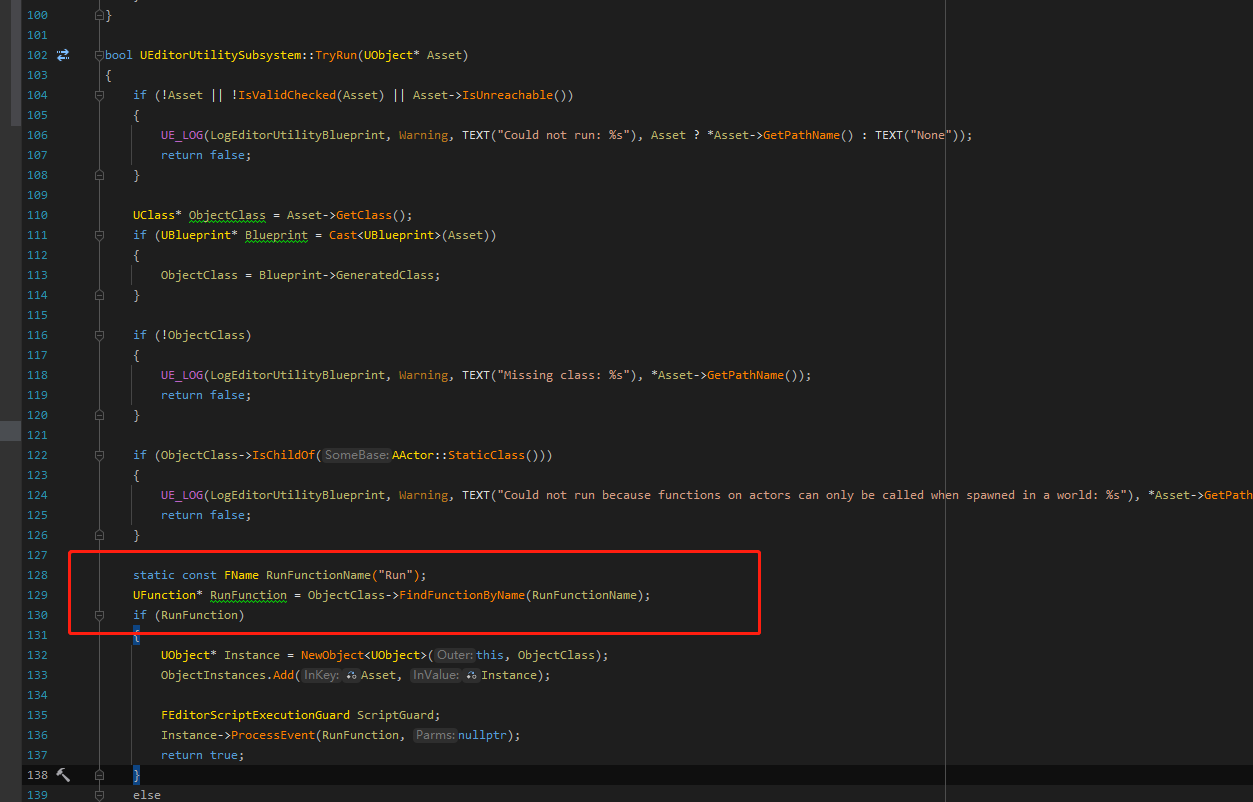 100 }
101
102 bool UEditorUtilitySubsystem::TryRun(UObject* Asset)
103 {
104 if (!Asset || !IsValidChecked(Asset) || Asset->IsUnreachable())
105 {
106 UE_LOG(LogEditorUtilityBlueprint, Warning, TEXT("Could not run: %s"), Asset ? *Asset->GetPathName() : TEXT("None"));
107 return false;
108 }
109
110 UClass* ObjectClass = Asset->GetClass();
111 if (UBlueprint* Blueprint = Cast<UBlueprint>(Asset))
112 {
113 ObjectClass = Blueprint->GeneratedClass;
114 }
115
116 if (!ObjectClass)
117 {
118 UE_LOG(LogEditorUtilityBlueprint, Warning, TEXT("Missing class: %s"), *Asset->GetPathName());
119 return false;
120 }
121
122 if (ObjectClass->IsChildOf(SomeBase: AActor::StaticClass()))
123 {
124 UE_LOG(LogEditorUtilityBlueprint, Warning, TEXT("Could not run because functions on actors can only be called when spawned in a world: %s"), *Asset->GetPath
125 return false;
126 }
127
128 static const FName RunFunctionName("Run");
129 UFunction* RunFunction = ObjectClass->FindFunctionByName(RunFunctionName);
130 if (RunFunction)
131 {
132 UObject* Instance = NewObject<UObject>(Outer: this, ObjectClass);
133 ObjectInstances.Add(InKey: Asset, InValue: Instance);
134
135 FEditorScriptExecutionGuard ScriptGuard;
136 Instance->ProcessEvent(RunFunction, Parms: nullptr);
137 return true;
138 }
139 else